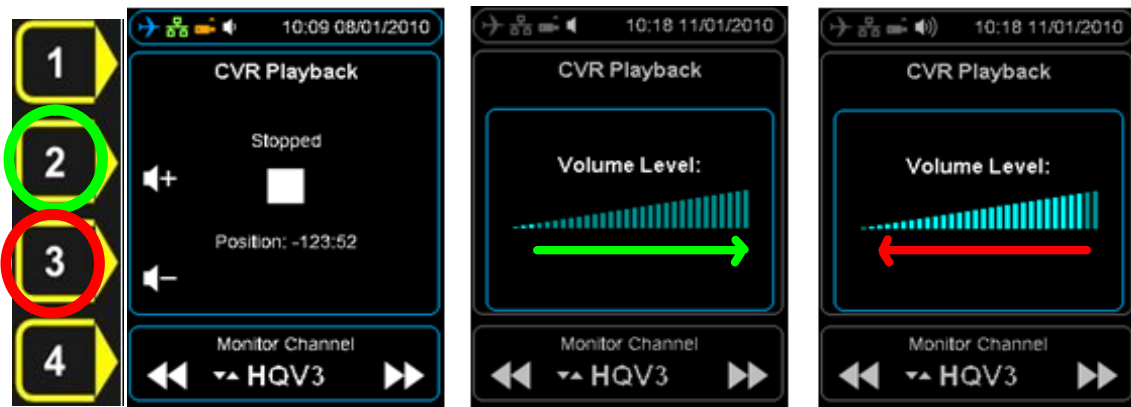 1
2
3
4
10:09 08/01/2010
CVR Playback
Stopped
+
Position: -123:52
−
Monitor Channel
HQV3
10:18 11/01/2010
CVR Playback
Volume Level:
Monitor Channel
HQV3
10:18 11/01/2010
CVR Playback
Volume Level:
Monitor Channel
HQV3